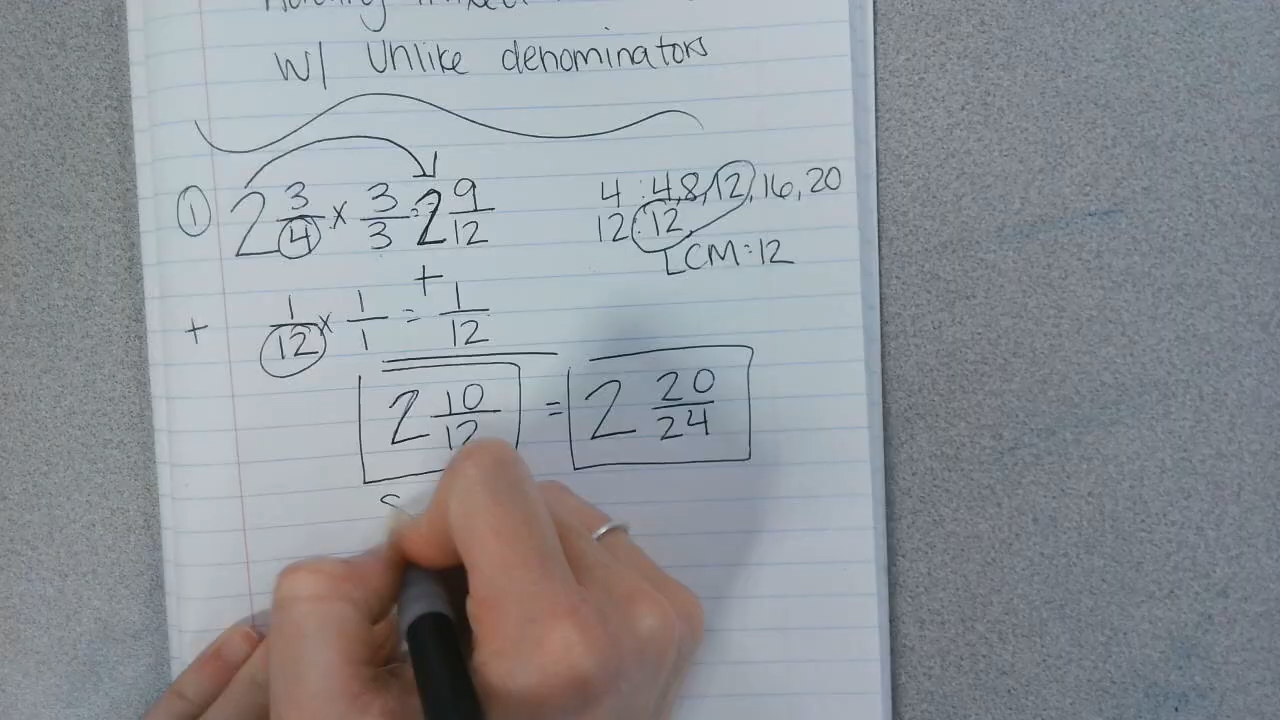 w/ Unlike denominators
① 2 3/4 × 3/3 = 2 9/12
4 : 4, 8, 12, 16, 20
12 : 12
LCM = 12
+
+ 1/12 × 1/1 = 1/12
2 10/12 = 2 20/24
S